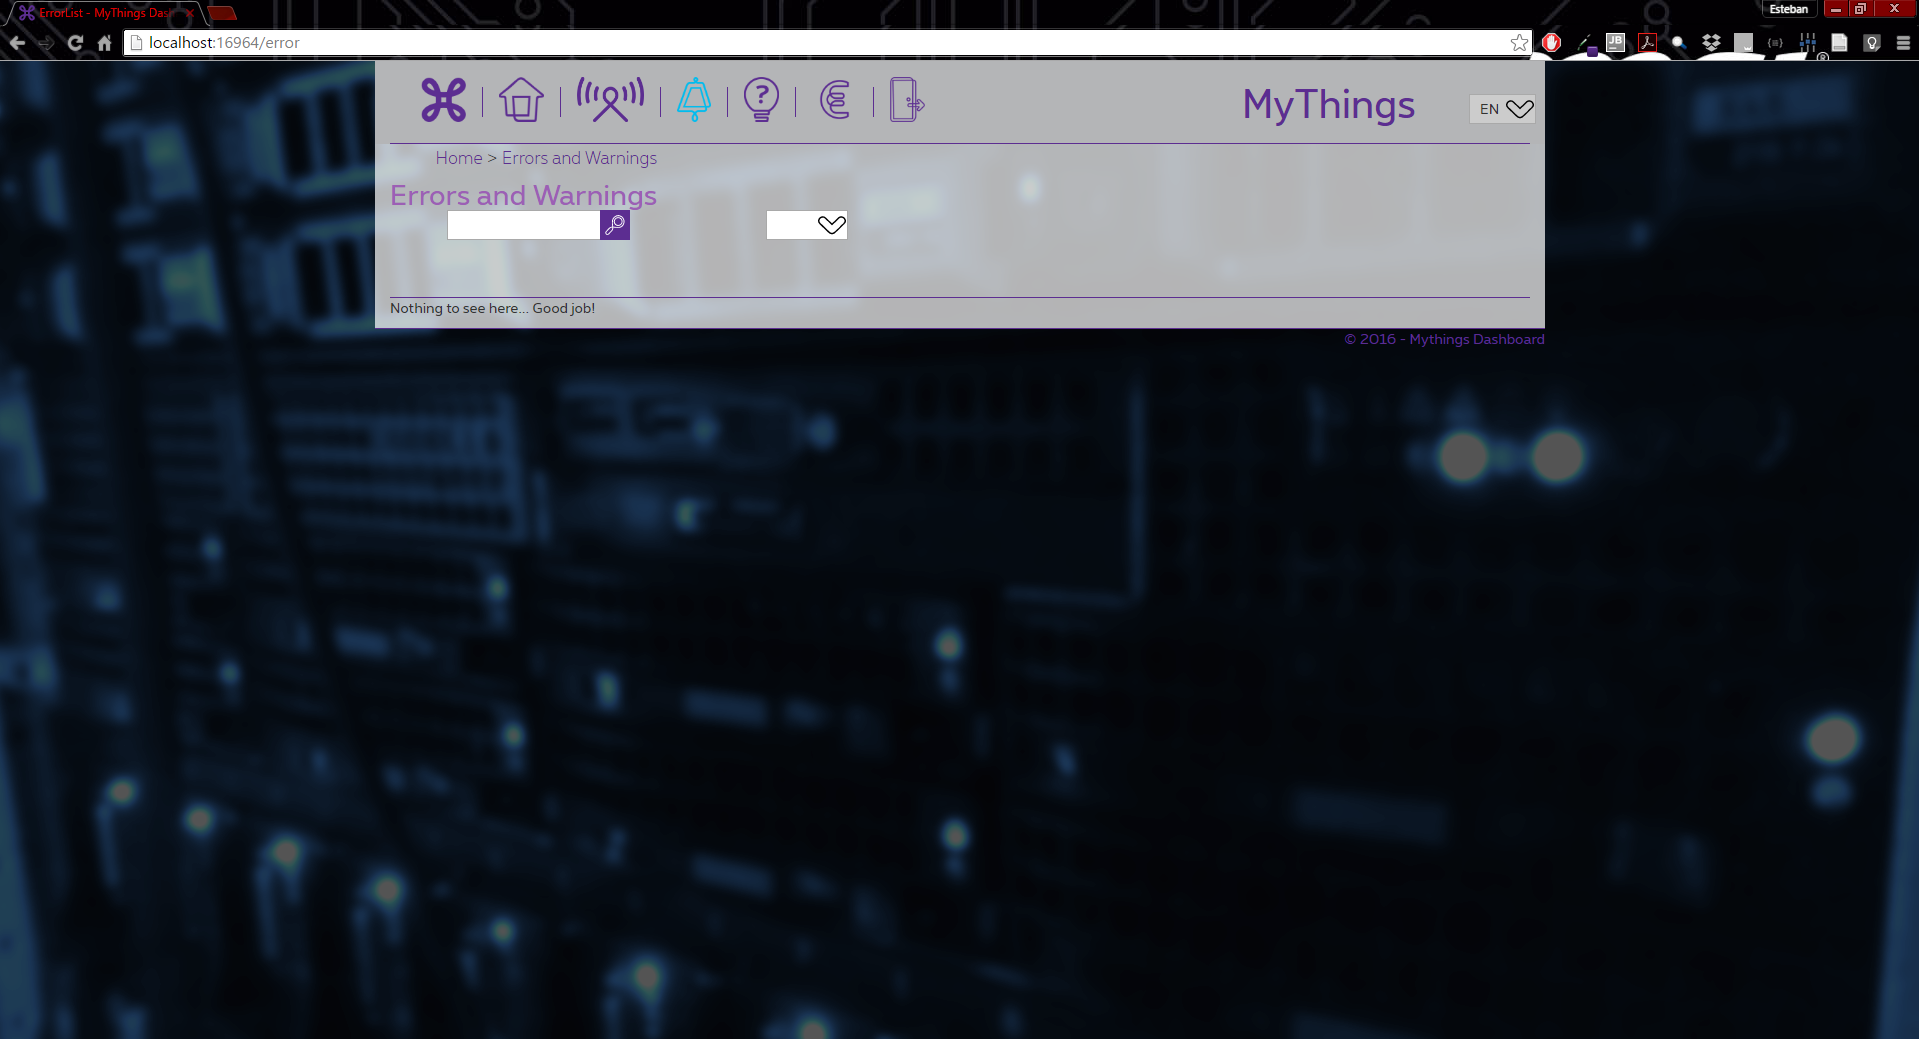 ErrorList - MyThings Das
Esteban
localhost:16964/error
JB
MyThings
EN
Home > Errors and Warnings
Errors and Warnings
Nothing to see here... Good job!
© 2016 - Mythings Dashboard